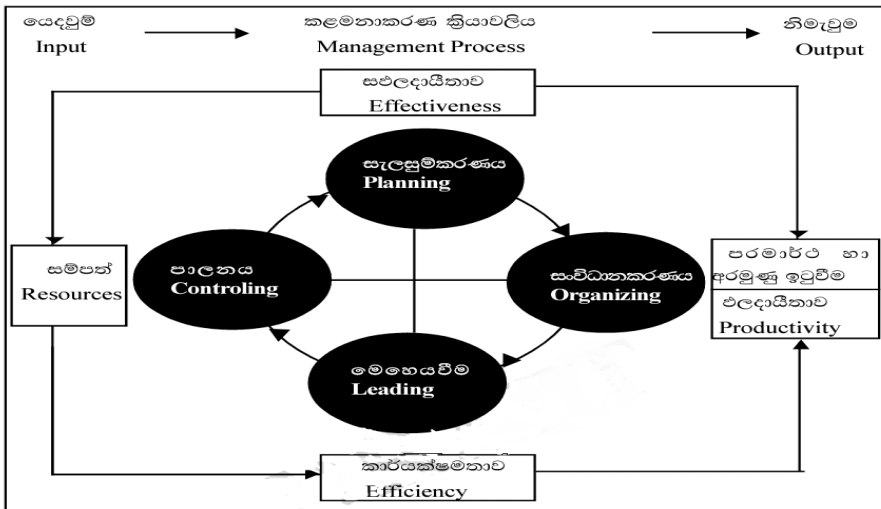 යෙදවුම්
Input
කළමනාකරණ ක්‍රියාවලිය
Management Process
නිමැවුම
Output
සඵලදායීතාව
Effectiveness
සැලසුම්කරණය
Planning
සම්පත්
Resources
පාලනය
Controling
සංවිධානකරණය
Organizing
පරමාර්ථ හා
අරමුණු ඉටුවීම
ඵලදායීතාව
Productivity
මෙහෙයවීම
Leading
කාර්යක්ෂමතාව
Efficiency